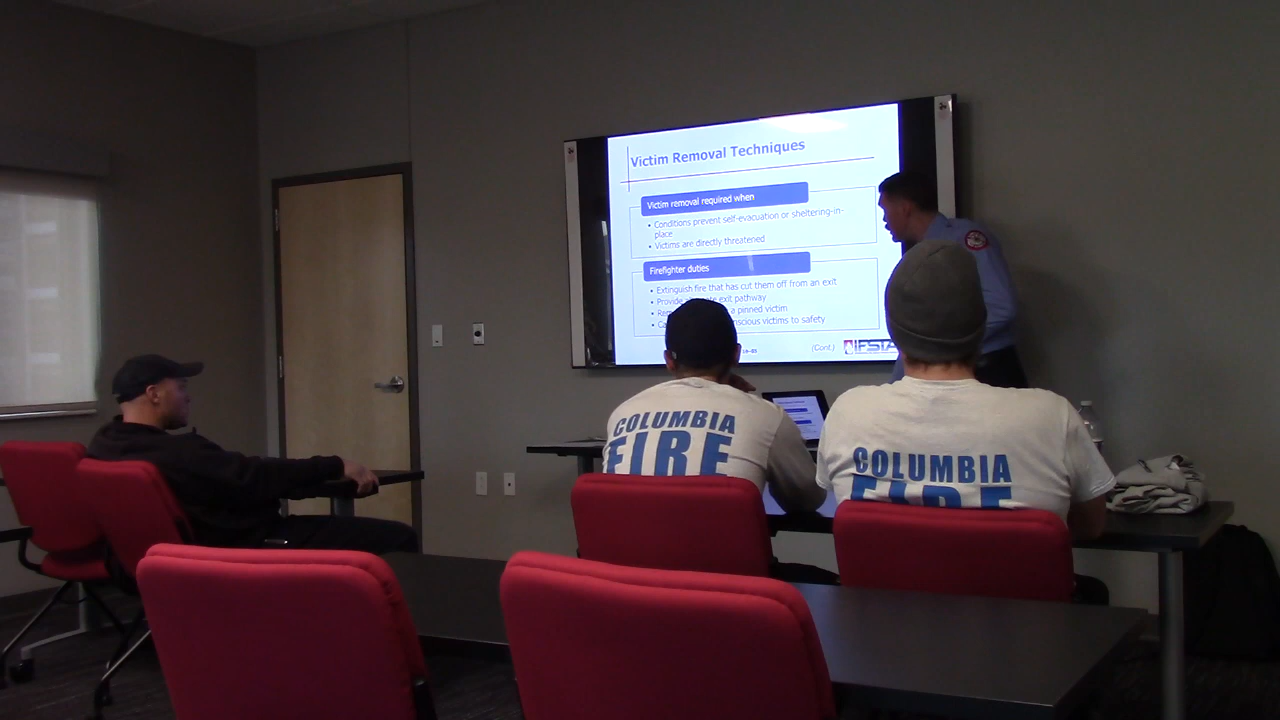 Victim Removal Techniques
Victim removal required when
• Conditions prevent self-evacuation or sheltering-in-
place
• Victims are directly threatened
Firefighter duties
• Extinguish fire that has cut them off from an exit
• Provide exit pathway
• a pinned victim
• victims to safety
(Cont.)
IFSTA
COLUMBIA
FIRE
COLUMBIA
FIRE